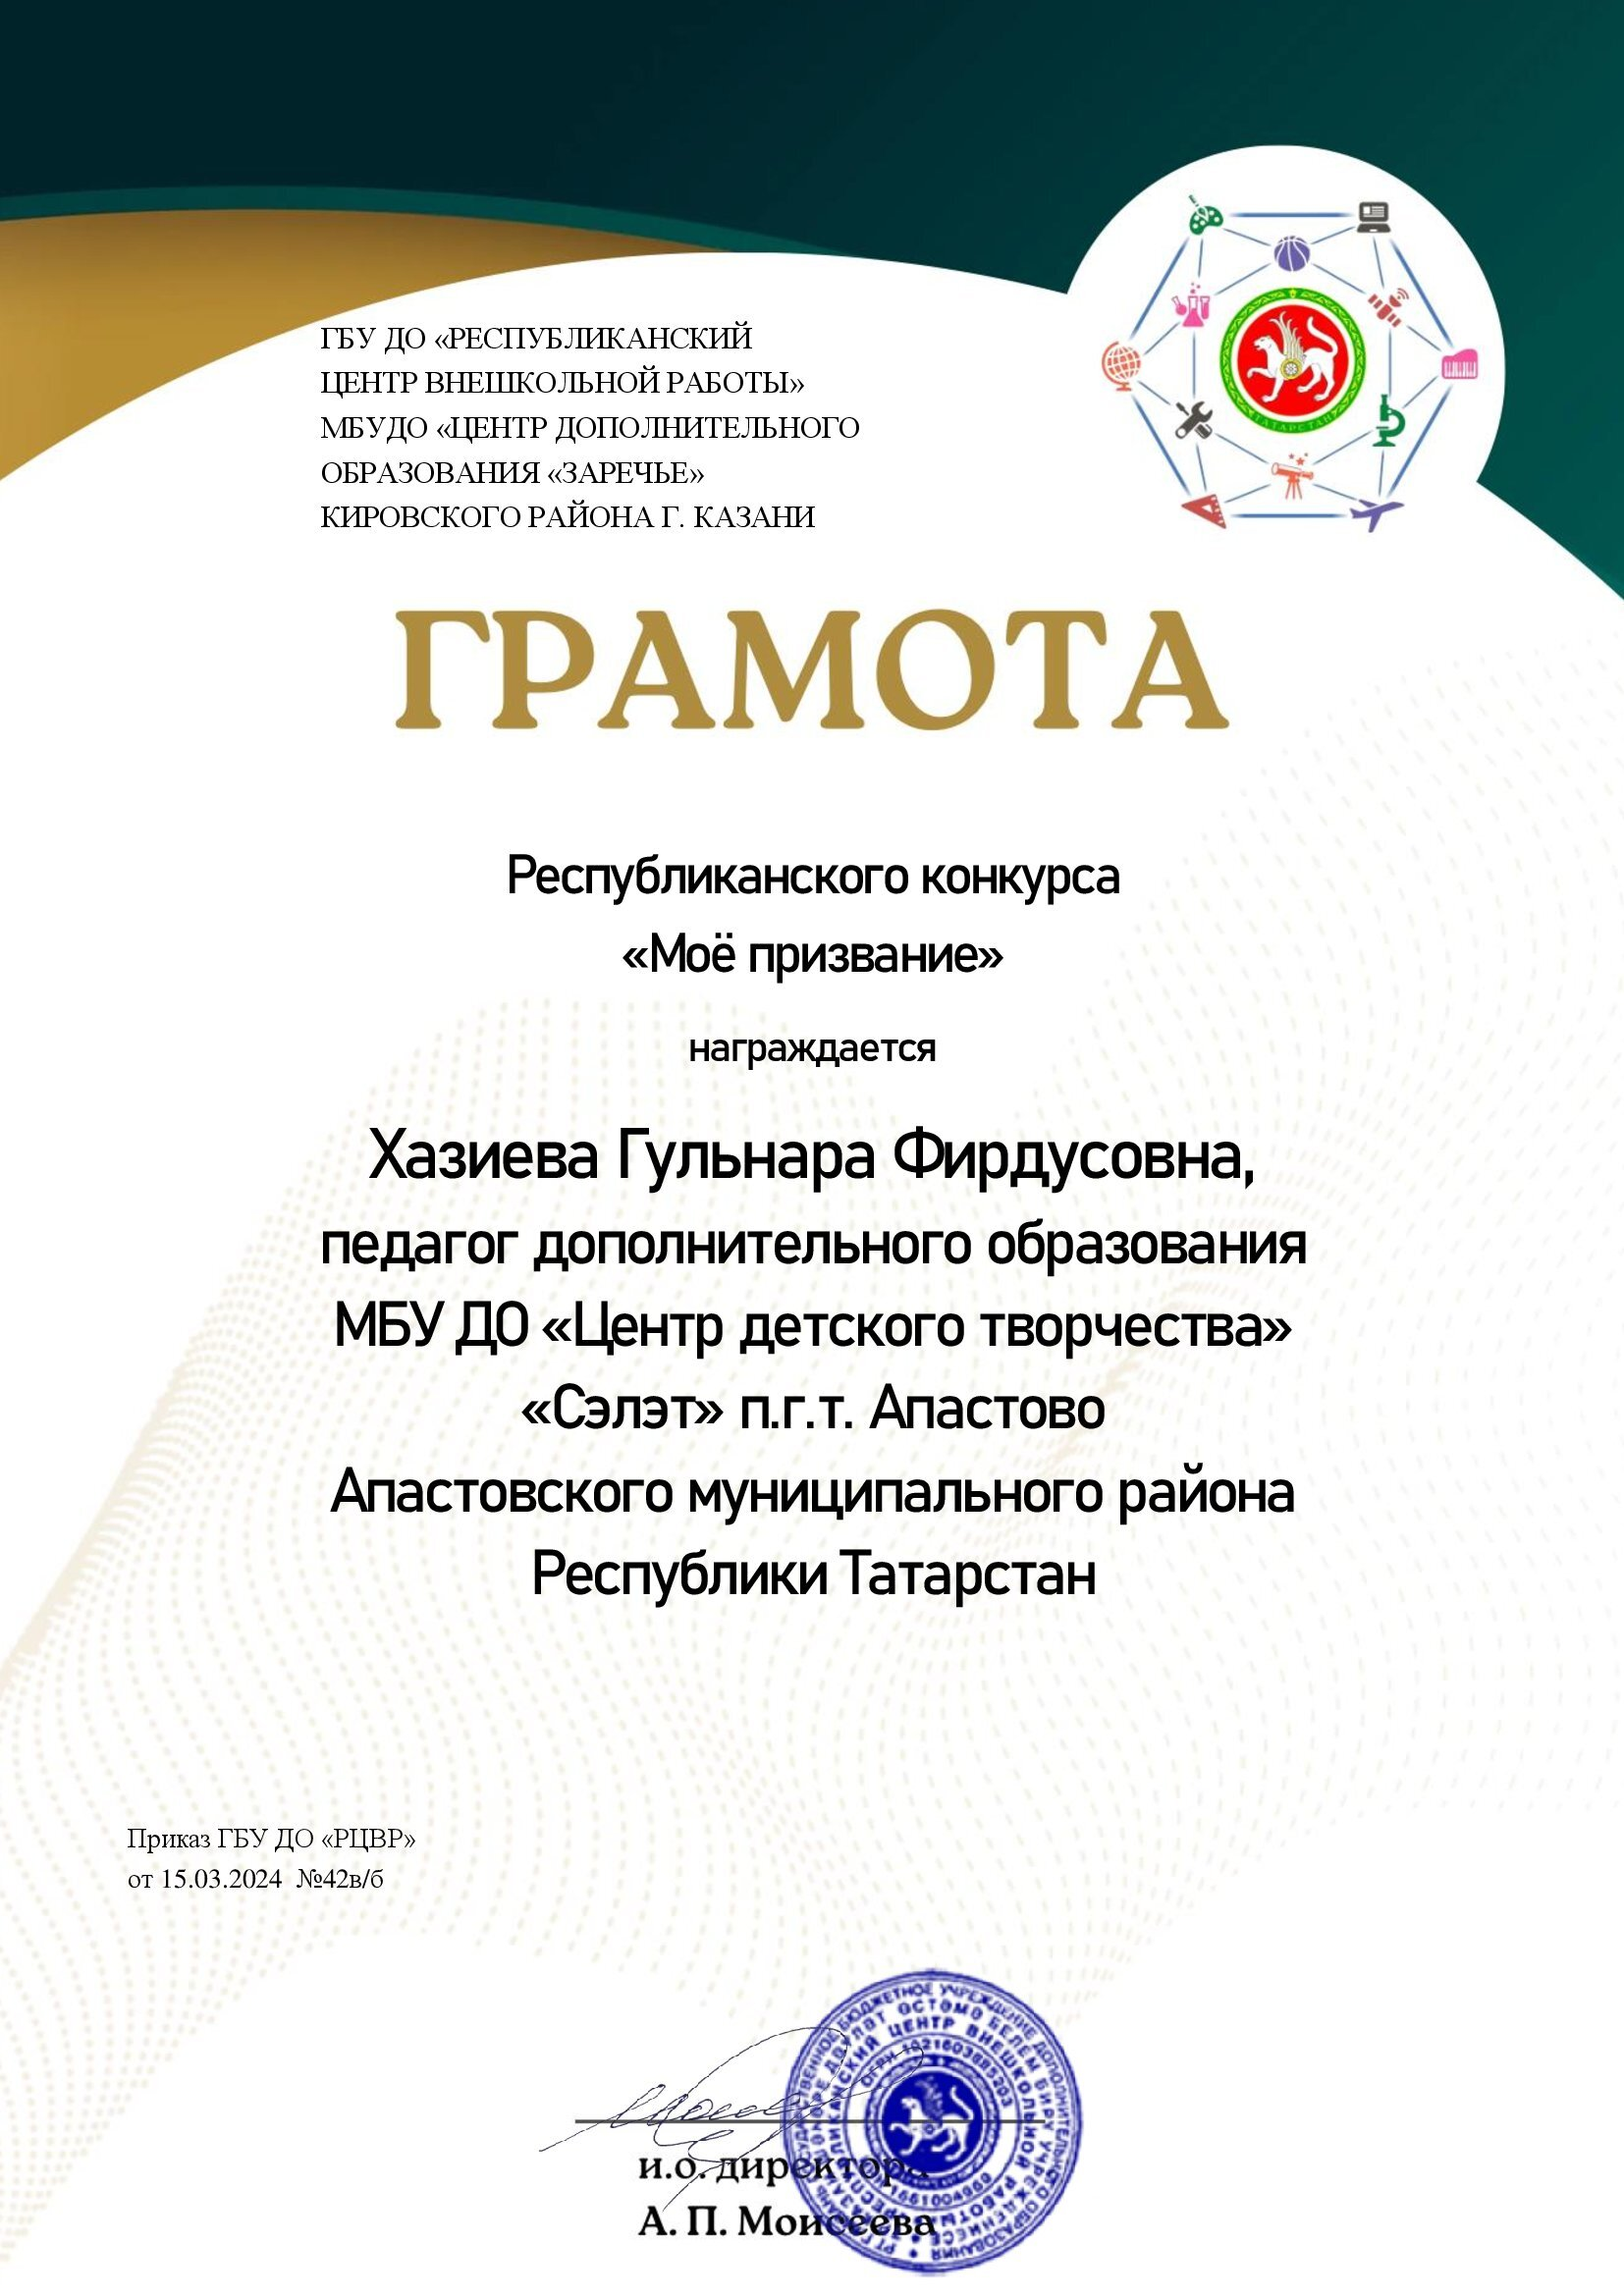 ГБУ ДО «РЕСПУБЛИКАНСКИЙ
ЦЕНТР ВНЕШКОЛЬНОЙ РАБОТЫ»
МБУДО «ЦЕНТР ДОПОЛНИТЕЛЬНОГО
ОБРАЗОВАНИЯ «ЗАРЕЧЬЕ»
КИРОВСКОГО РАЙОНА Г. КАЗАНИ
ТАТАРСТАН
ГРАМОТА
Республиканского конкурса
«Моё призвание»
награждается
Хазиева Гульнара Фирдусовна,
педагог дополнительного образования
МБУ ДО «Центр детского творчества»
«Сэлэт» п.г.т. Апастово
Апастовского муниципального района
Республики Татарстан
Приказ ГБУ ДО «РЦВР»
от 15.03.2024 №42в/б
и.о. директора
А. П. Моисеева